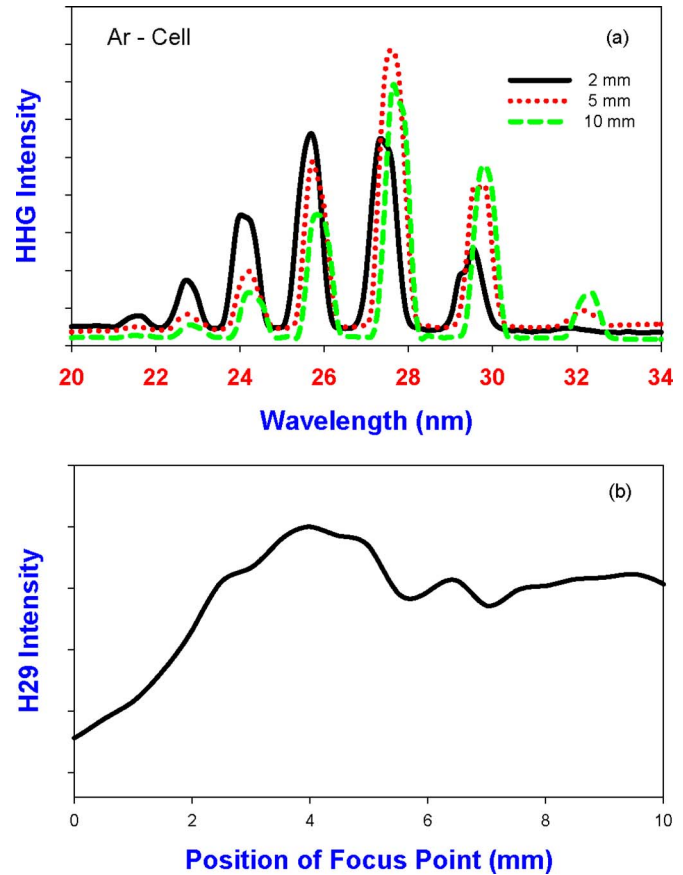 Ar - Cell
(a)
2 mm
5 mm
10 mm
HHG Intensity
20 22 24 26 28 30 32 34
Wavelength (nm)
(b)
H29 Intensity
0 2 4 6 8 10
Position of Focus Point (mm)